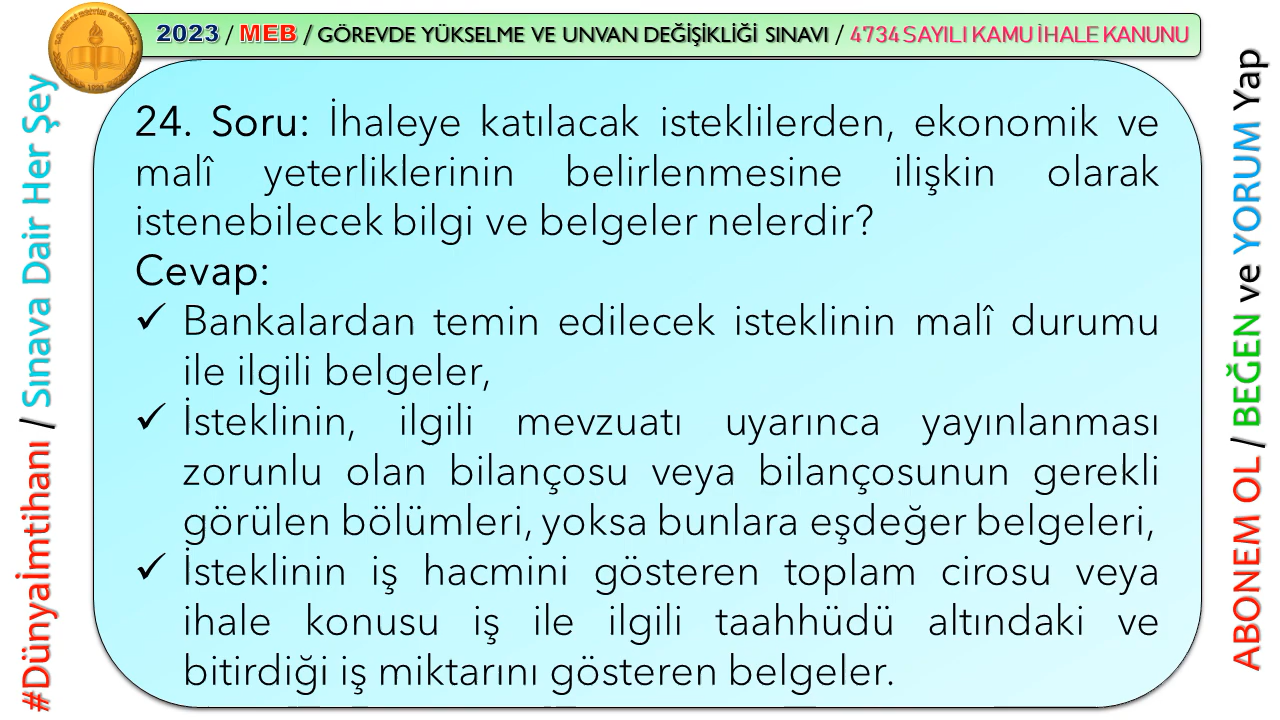 2023 / MEB / GÖREVDE YÜKSELME VE UNVAN DEĞİŞİKLİĞİ SINAVI / 4734 SAYILI KAMU İHALE KANUNU
24. Soru: İhaleye katılacak isteklilerden, ekonomik ve
malî yeterliklerinin belirlenmesine ilişkin olarak
istenebilecek bilgi ve belgeler nelerdir?
Cevap:
✓ Bankalardan temin edilecek isteklinin malî durumu
ile ilgili belgeler,
✓ İsteklinin, ilgili mevzuatı uyarınca yayınlanması
zorunlu olan bilançosu veya bilançosunun gerekli
görülen bölümleri, yoksa bunlara eşdeğer belgeleri,
✓ İsteklinin iş hacmini gösteren toplam cirosu veya
ihale konusu iş ile ilgili taahhüdü altındaki ve
bitirdiği iş miktarını gösteren belgeler.
#Dünyaİmtihanı / Sınava Dair Her Şey
ABONEM OL / BEĞEN ve YORUM Yap